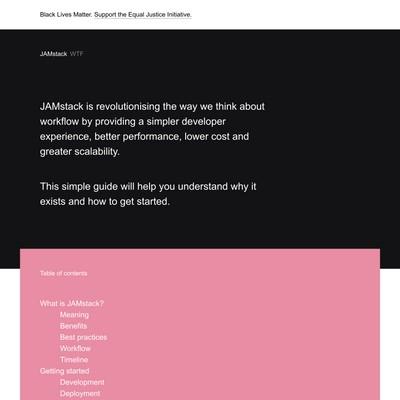 Black Lives Matter. Support the Equal Justice Initiative.
JAMstack WTF
JAMstack is revolutionising the way we think about
workflow by providing a simpler developer
experience, better performance, lower cost and
greater scalability.
This simple guide will help you understand why it
exists and how to get started.
Table of contents
What is JAMstack?
Meaning
Benefits
Best practices
Workflow
Timeline
Getting started
Development
Deployment